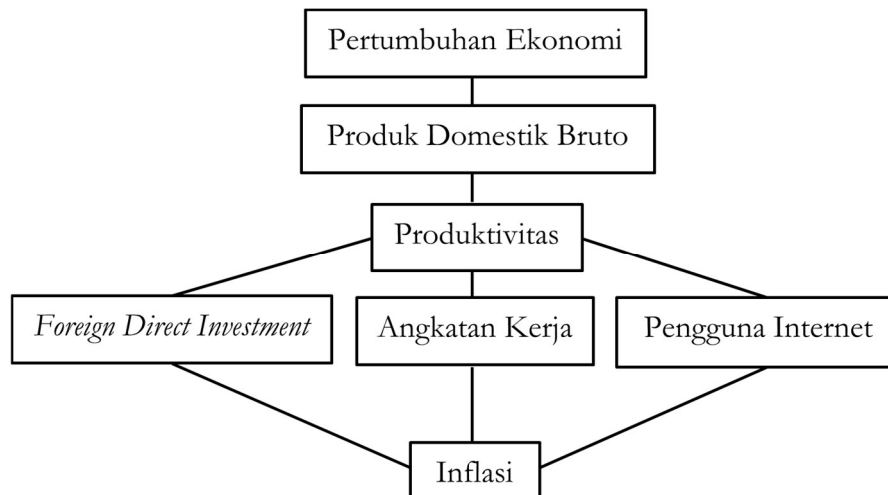 Pertumbuhan Ekonomi
Produk Domestik Bruto
Produktivitas
Foreign Direct Investment
Angkatan Kerja
Pengguna Internet
Inflasi